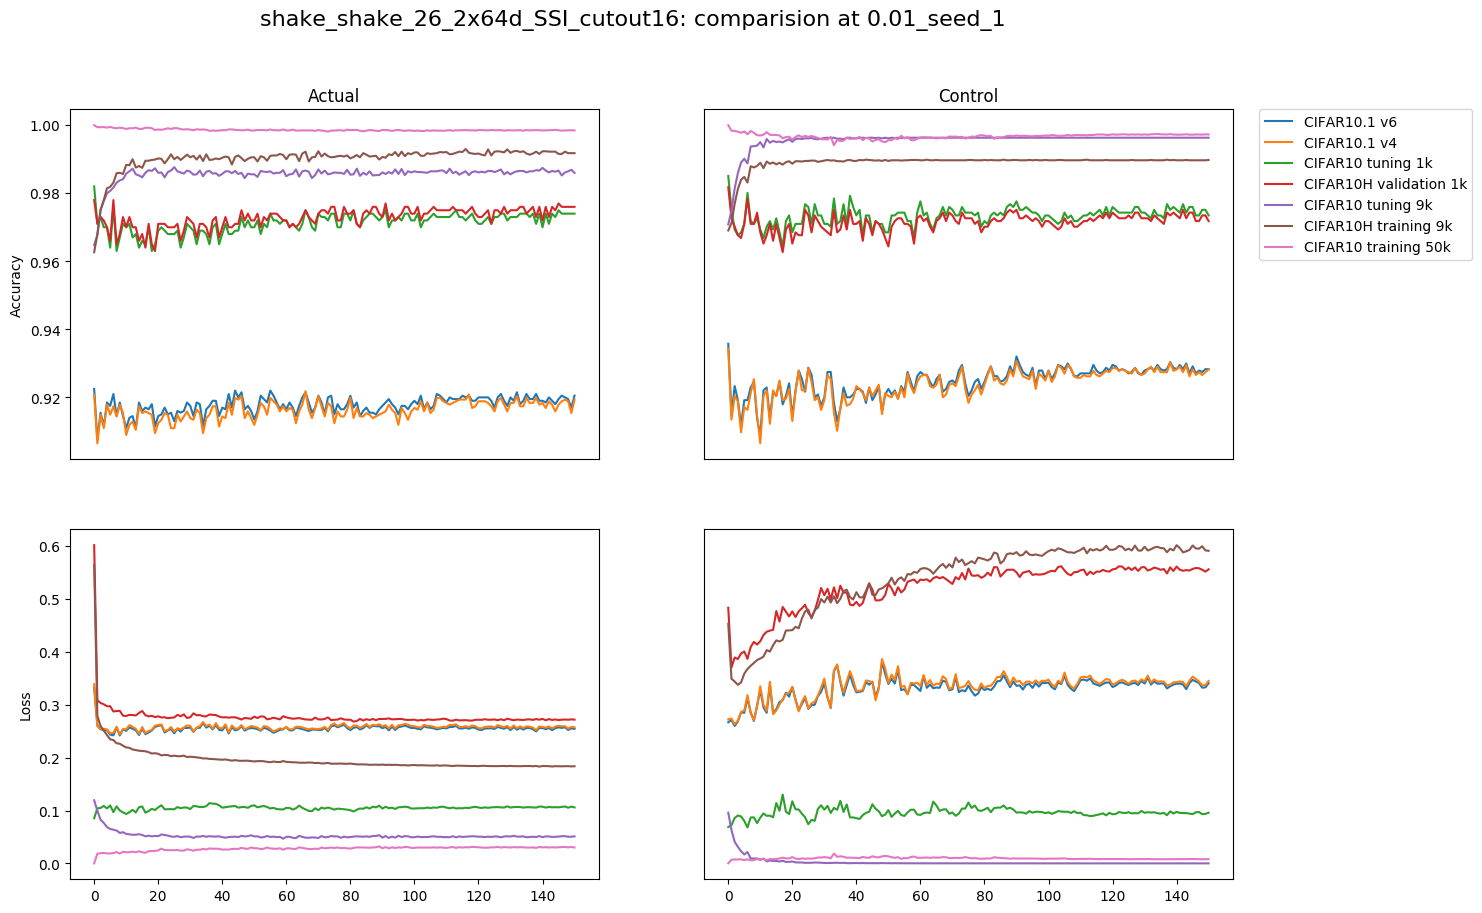 shake_shake_26_2x64d_SSI_cutout16: comparision at 0.01_seed_1
Actual
Control
1.00
0.98
0.96
0.94
0.92
Accuracy
CIFAR10.1 v6
CIFAR10.1 v4
CIFAR10 tuning 1k
CIFAR10H validation 1k
CIFAR10 tuning 9k
CIFAR10H training 9k
CIFAR10 training 50k
0.6
0.5
0.4
0.3
0.2
0.1
0.0
Loss
0 20 40 60 80 100 120 140
0 20 40 60 80 100 120 140